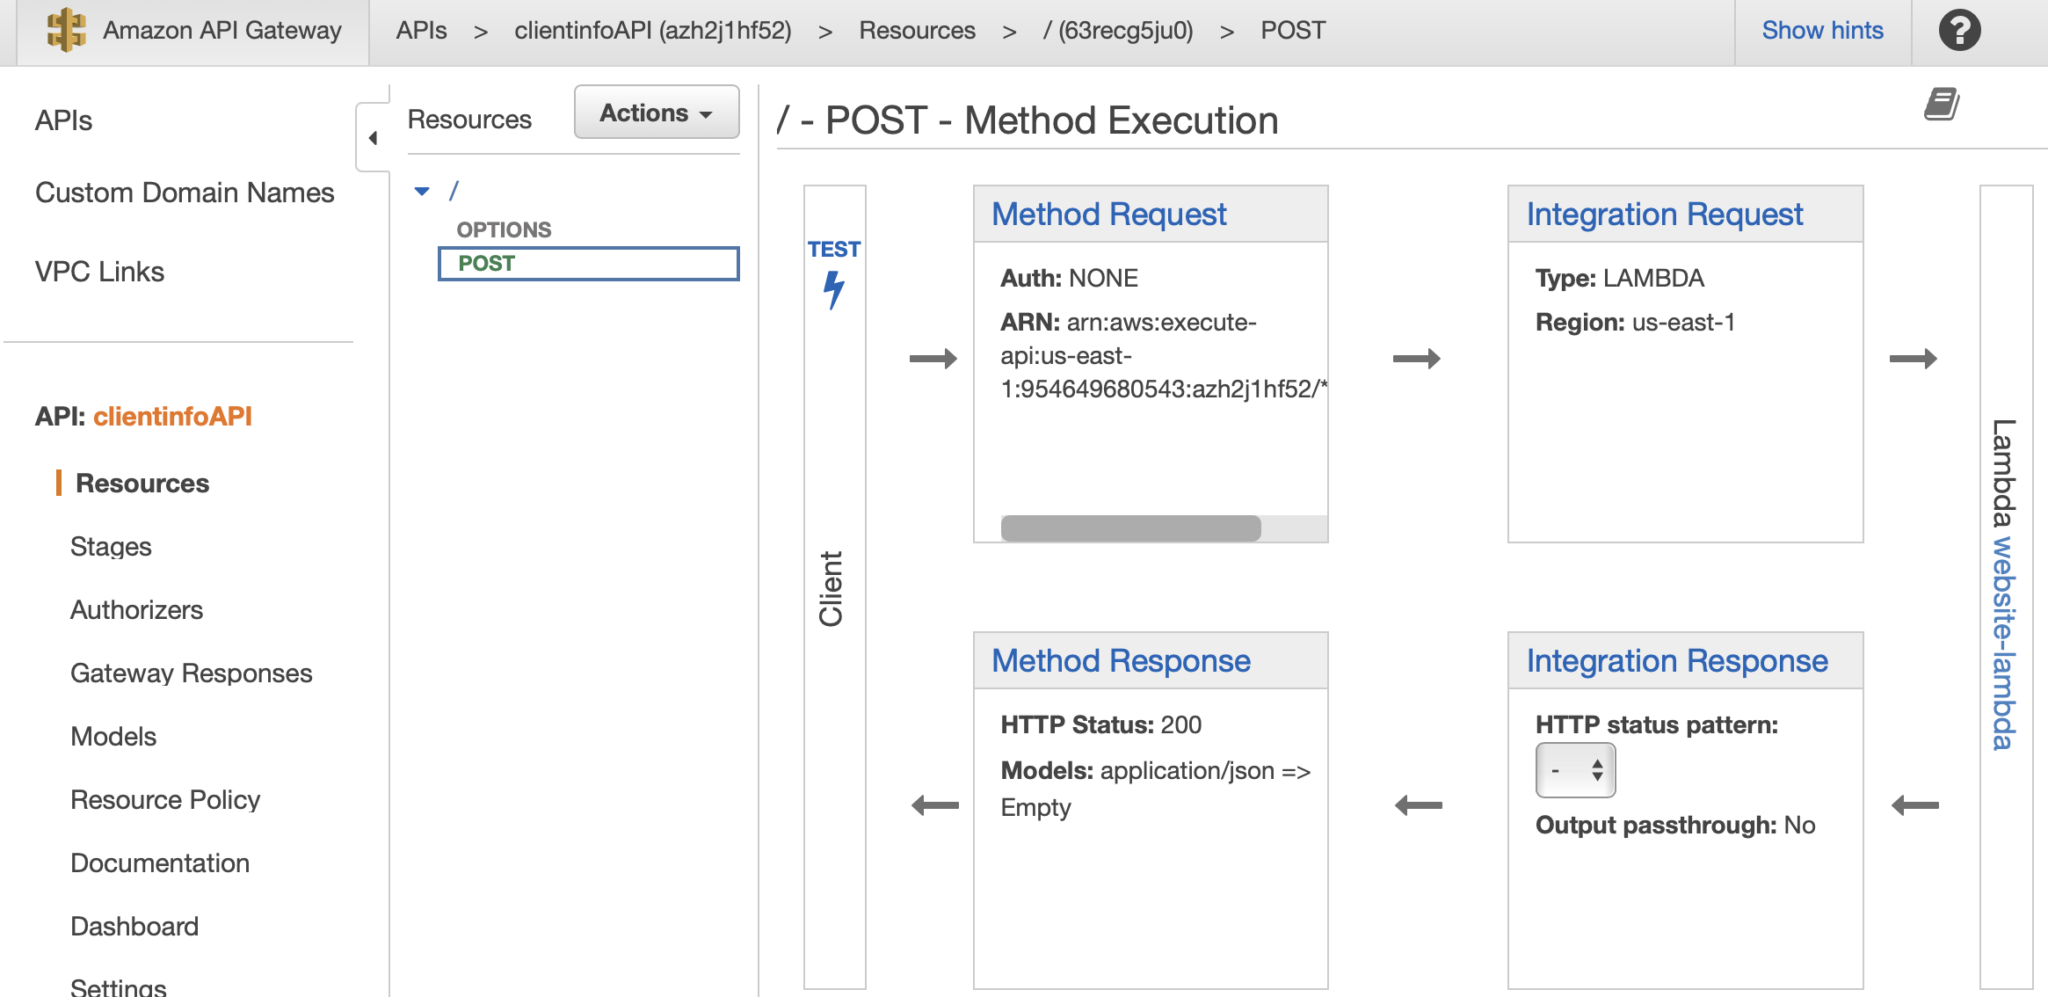 Amazon API Gateway
APIs > clientinfoAPI (azh2j1hf52) > Resources > / (63recg5ju0) > POST
Show hints
?
APIs
Custom Domain Names
VPC Links
API: clientinfoAPI
Resources
Stages
Authorizers
Gateway Responses
Models
Resource Policy
Documentation
Dashboard
Settings
Resources
Actions
/
OPTIONS
POST
/ - POST - Method Execution
TEST
Client
Method Request
Auth: NONE
ARN: arn:aws:execute-
api:us-east-
1:954649680543:azh2j1hf52/*
Integration Request
Type: LAMBDA
Region: us-east-1
Lambda website-lambda
Method Response
HTTP Status: 200
Models: application/json =>
Empty
Integration Response
HTTP status pattern:
-
Output passthrough: No